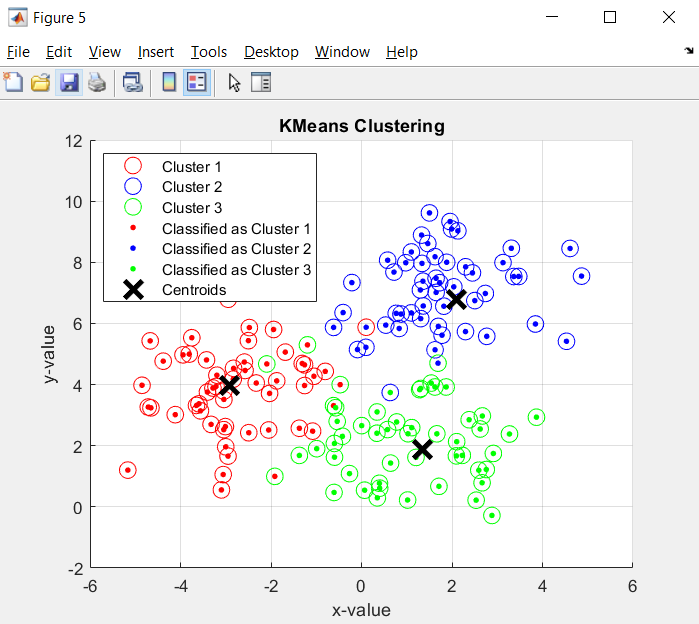 Figure 5
File Edit View Insert Tools Desktop Window Help
KMeans Clustering
12
10
8
6
4
2
0
-2
y-value
Cluster 1
Cluster 2
Cluster 3
Classified as Cluster 1
Classified as Cluster 2
Classified as Cluster 3
Centroids
-6 -4 -2 0 2 4 6
x-value